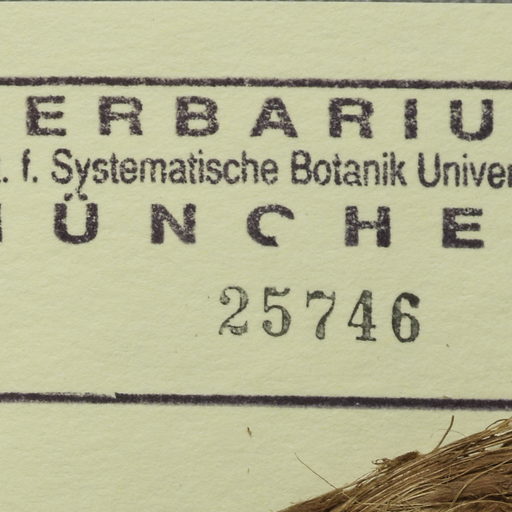 ERBARIU
. f. Systematische Botanik Univer
ÜNCHE
25746